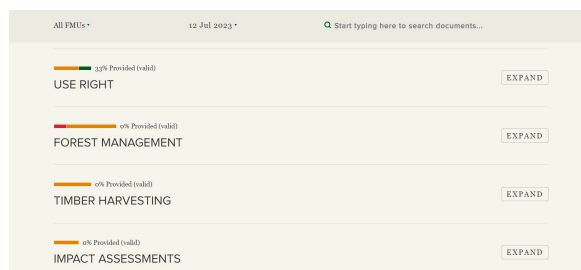 All FMUs
12 Jul 2023
Start typing here to search documents...
33% Provided (valid)
USE RIGHT
EXPAND
0% Provided (valid)
FOREST MANAGEMENT
EXPAND
0% Provided (valid)
TIMBER HARVESTING
EXPAND
0% Provided (valid)
IMPACT ASSESSMENTS
EXPAND